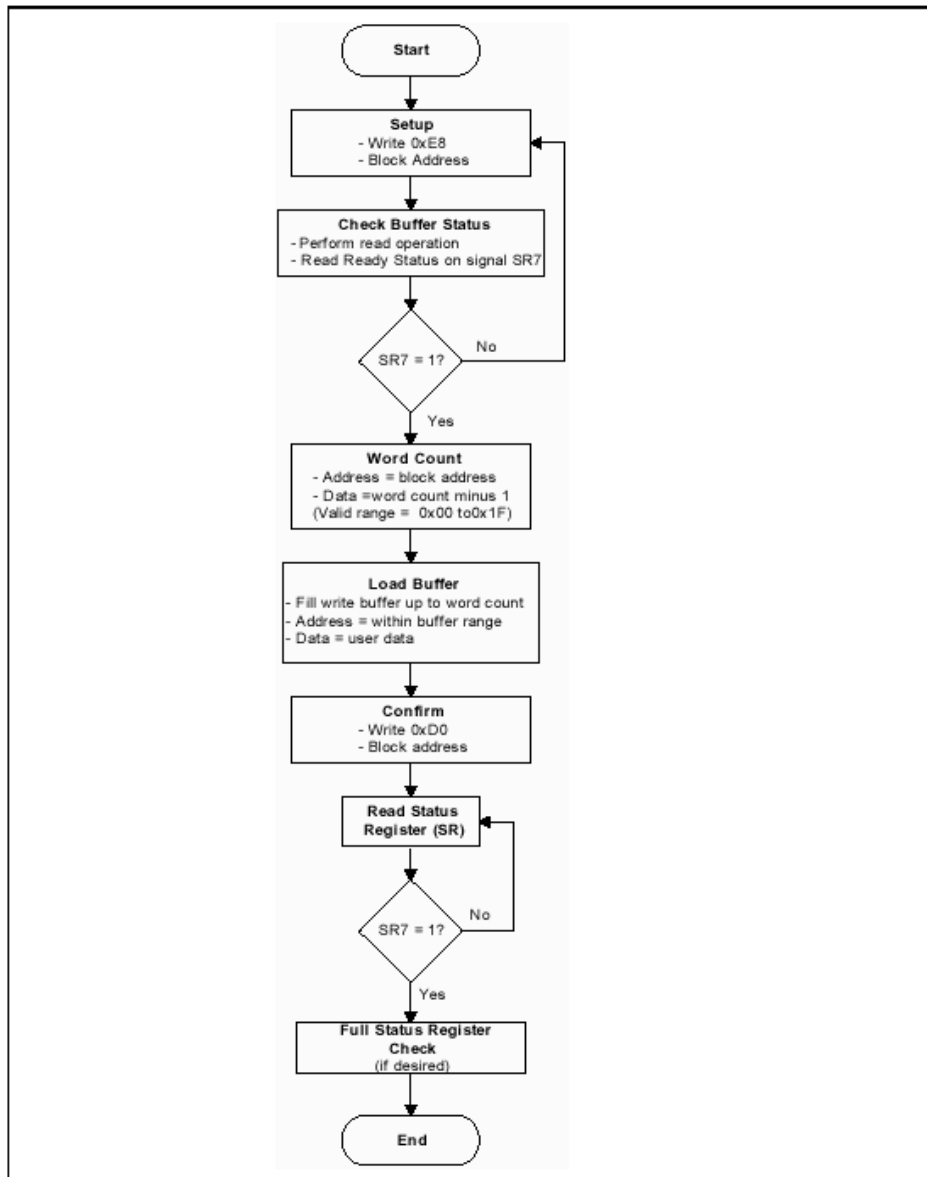 Start
Setup
- Write 0xE8
- Block Address
Check Buffer Status
- Perform read operation
- Read Ready Status on signal SR7
SR7 = 1?
No
Yes
Word Count
- Address = block address
- Data =word count minus 1
(Valid range = 0x00 to0x1F)
Load Buffer
- Fill write buffer up to word count
- Address = within buffer range
- Data = user data
Confirm
- Write 0xD0
- Block address
Read Status
Register (SR)
SR7 = 1?
No
Yes
Full Status Register
Check
(if desired)
End